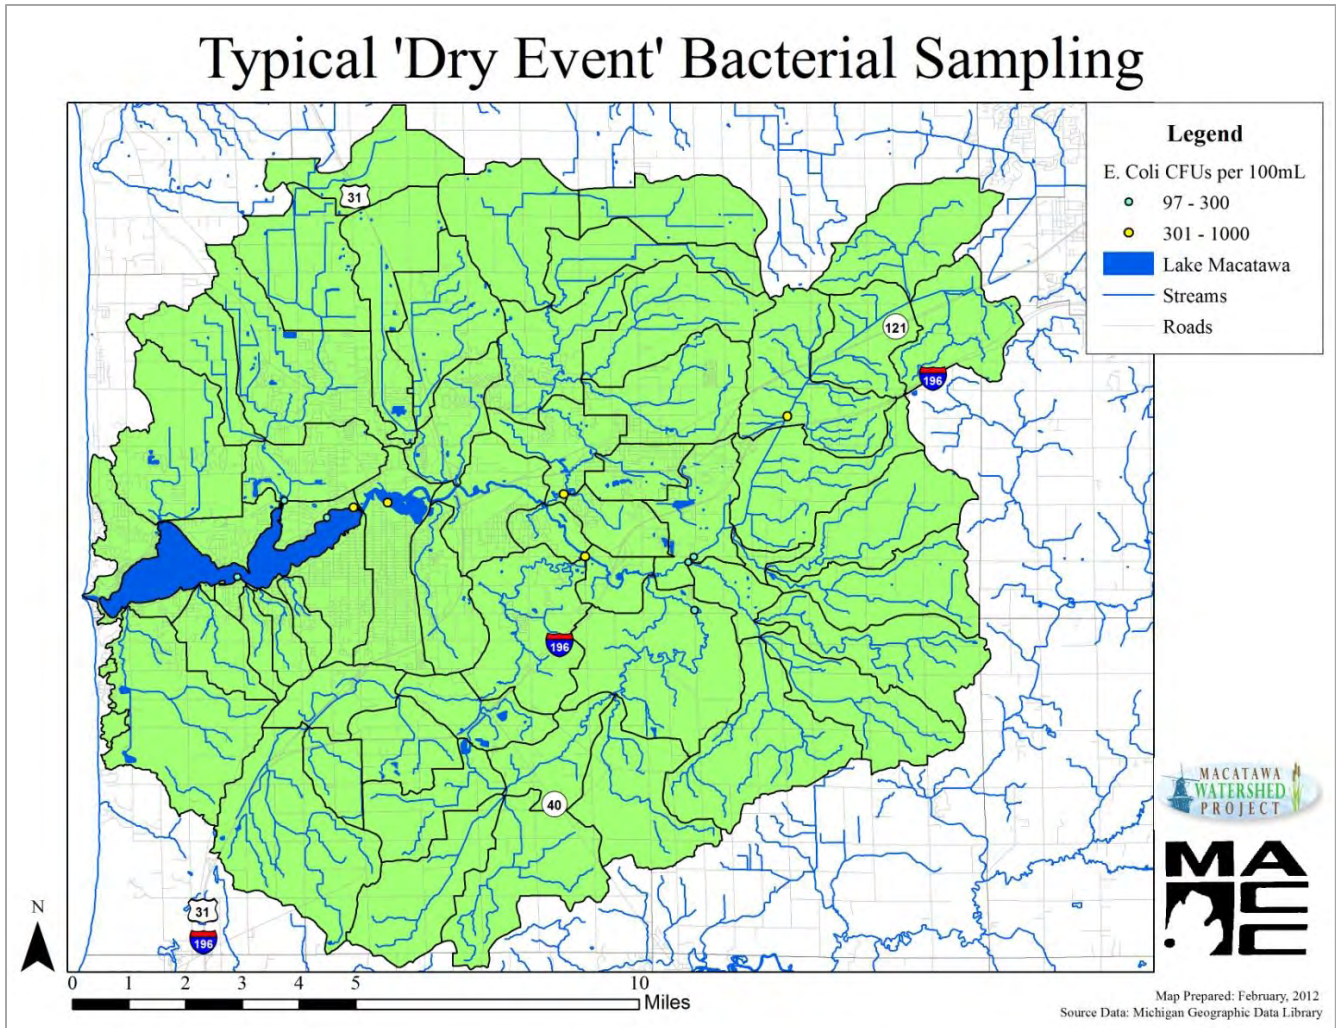 Typical 'Dry Event' Bacterial Sampling
Legend
E. Coli CFUs per 100mL
97 - 300
301 - 1000
Lake Macatawa
Streams
Roads
31
121
196
196
40
31
196
MACATAWA
WATERSHED
PROJECT
MACC
N
0 1 2 3 4 5 10
Miles
Map Prepared: February, 2012
Source Data: Michigan Geographic Data Library